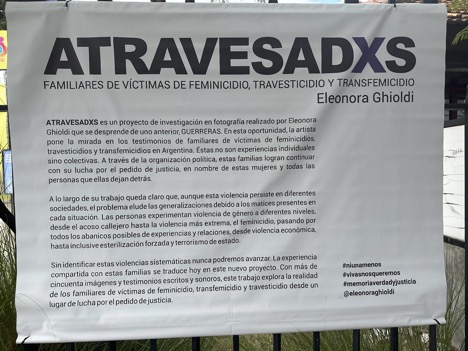 ATRAVESADXS
FAMILIARES DE VÍCTIMAS DE FEMINICIDIO, TRAVESTICIDIO Y TRANSFEMICIDIO
Eleonora Ghioldi
ATRAVESADXS es un proyecto de investigación en fotografía realizado por Eleonora
Ghioldi que se desprende de uno anterior, GUERRERAS. En esta oportunidad, la artista
pone la mirada en los testimonios de familiares de víctimas de feminicidios,
travesticidios y transfemicidios en Argentina. Éstas no son experiencias individuales
sino colectivas. A través de la organización política, estas familias logran continuar
con su lucha por el pedido de justicia, en nombre de estas mujeres y todas las
personas que ellas dejan detrás.
A lo largo de su trabajo queda claro que, aunque esta violencia persiste en diferentes
sociedades, el problema elude las generalizaciones debido a los matices presentes en
cada situación. Las personas experimentan violencia de género a diferentes niveles,
desde el acoso callejero hasta la violencia más extrema, el feminicidio, pasando por
todos los abanicos posibles de experiencias y relaciones, desde violencia económica,
hasta inclusive esterilización forzada y terrorismo de estado.
Sin identificar estas violencias sistemáticas nunca podremos avanzar. La experiencia
compartida con estas familias se traduce hoy en este nuevo proyecto. Con más de
cincuenta imágenes y testimonios escritos y sonoros, este trabajo explora la realidad
de los familiares de víctimas de feminicidio, transfemicidio y travesticidio desde un
lugar de lucha por el pedido de justicia.
#niunamenos
#vivasnosqueremos
#memoriaverdadyjusticia
@eleonoraghioldi